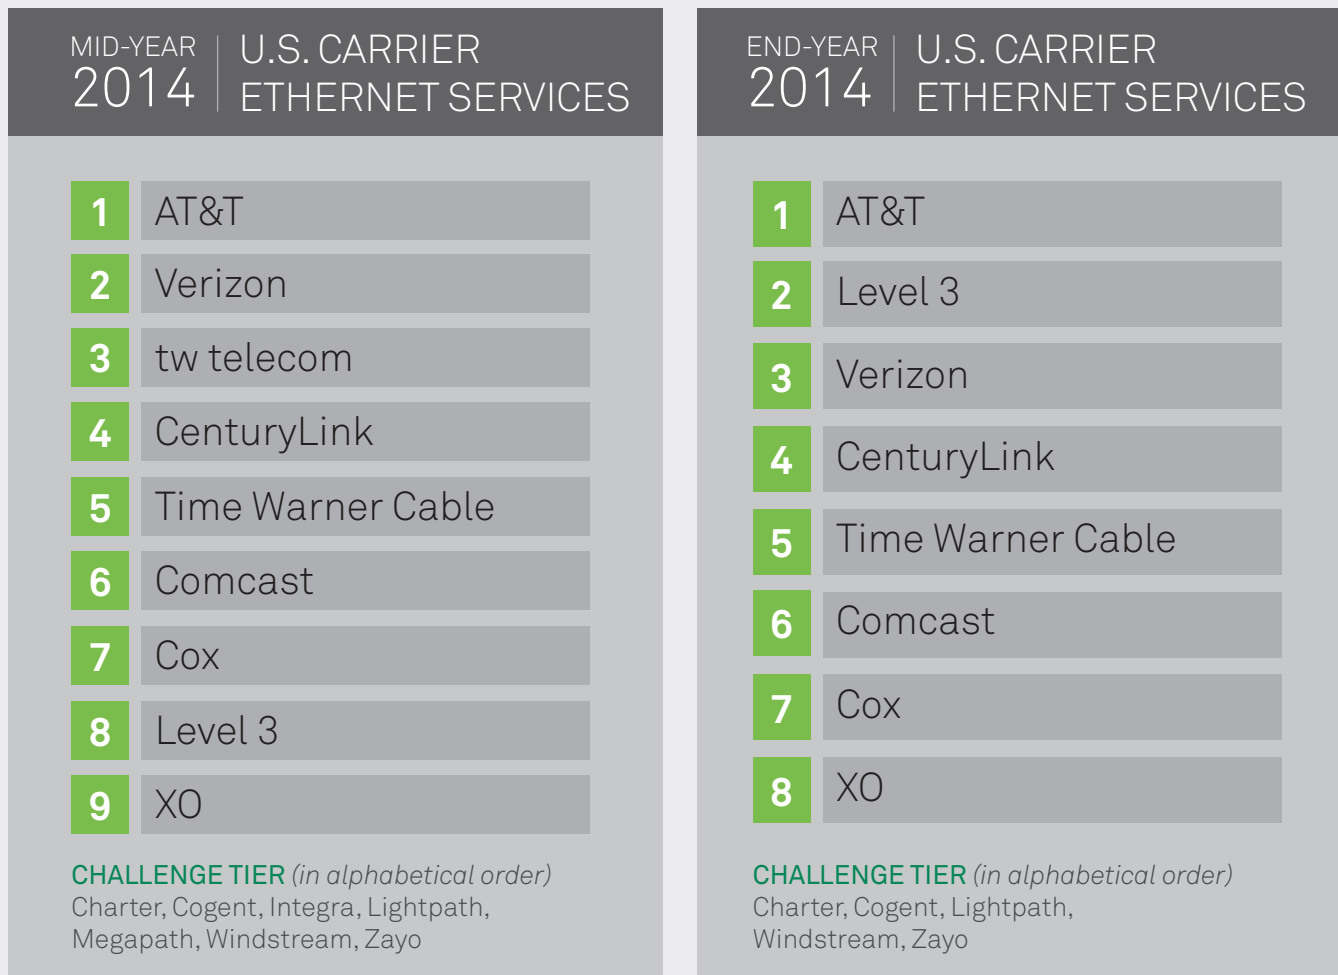 MID-YEAR
2014
U.S. CARRIER
ETHERNET SERVICES
1 AT&T
2 Verizon
3 tw telecom
4 CenturyLink
5 Time Warner Cable
6 Comcast
7 Cox
8 Level 3
9 XO
CHALLENGE TIER (in alphabetical order)
Charter, Cogent, Integra, Lightpath,
Megapath, Windstream, Zayo
END-YEAR
2014
U.S. CARRIER
ETHERNET SERVICES
1 AT&T
2 Level 3
3 Verizon
4 CenturyLink
5 Time Warner Cable
6 Comcast
7 Cox
8 XO
CHALLENGE TIER (in alphabetical order)
Charter, Cogent, Lightpath,
Windstream, Zayo